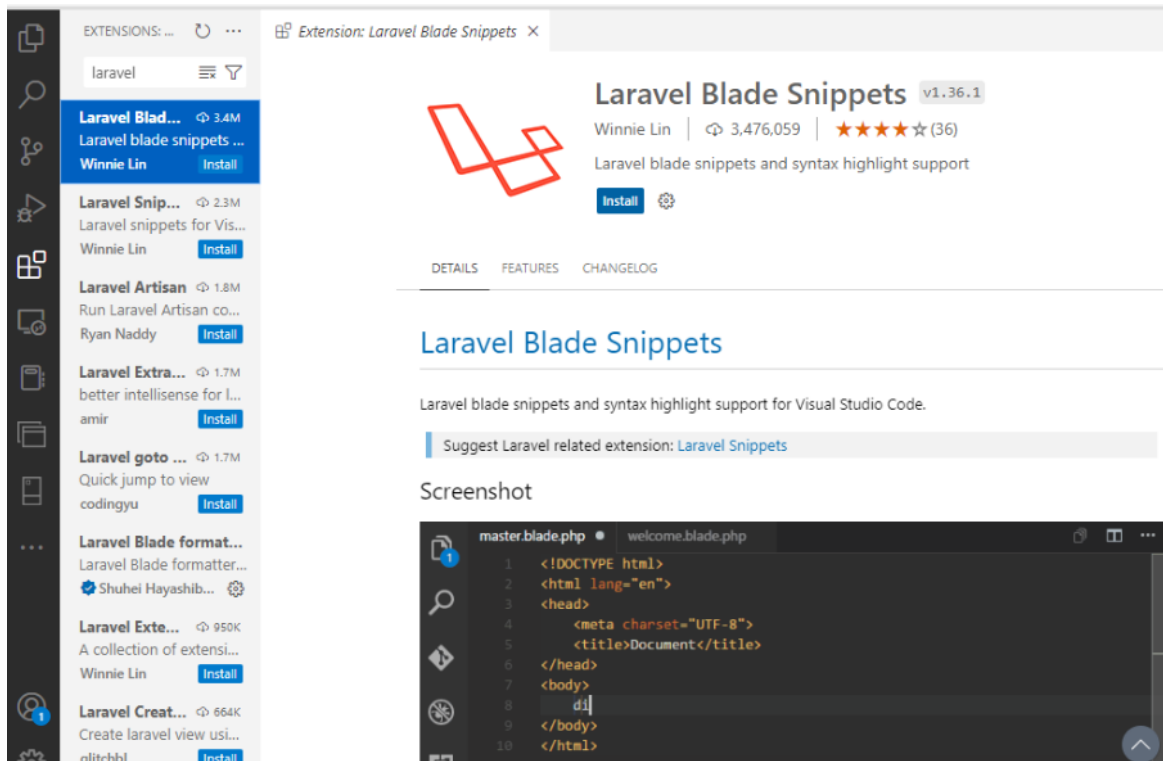 EXTENSIONS: ...
laravel
Laravel Blad... 3.4M
Laravel blade snippets ...
Winnie Lin Install
Laravel Snip... 2.3M
Laravel snippets for Vis...
Winnie Lin Install
Laravel Artisan 1.8M
Run Laravel Artisan co...
Ryan Naddy Install
Laravel Extra... 1.7M
better intellisense for l...
amir Install
Laravel goto ... 1.7M
Quick jump to view
codingyu Install
Laravel Blade format...
Laravel Blade formatter...
Shuhei Hayashib...
Laravel Exte... 950K
A collection of extensi...
Winnie Lin Install
Laravel Creat... 664K
Create laravel view usi...
glitchbl Install
1
Extension: Laravel Blade Snippets
Laravel Blade Snippets v1.36.1
Winnie Lin 3,476,059 (36)
Laravel blade snippets and syntax highlight support
Install
DETAILS FEATURES CHANGELOG
Laravel Blade Snippets
Laravel blade snippets and syntax highlight support for Visual Studio Code.
Suggest Laravel related extension: Laravel Snippets
Screenshot
1
master.blade.php welcome.blade.php
1 <!DOCTYPE html>
2 <html lang="en">
3 <head>
4 <meta charset="UTF-8">
5 <title>Document</title>
6 </head>
7 <body>
8 di
9 </body>
10 </html>